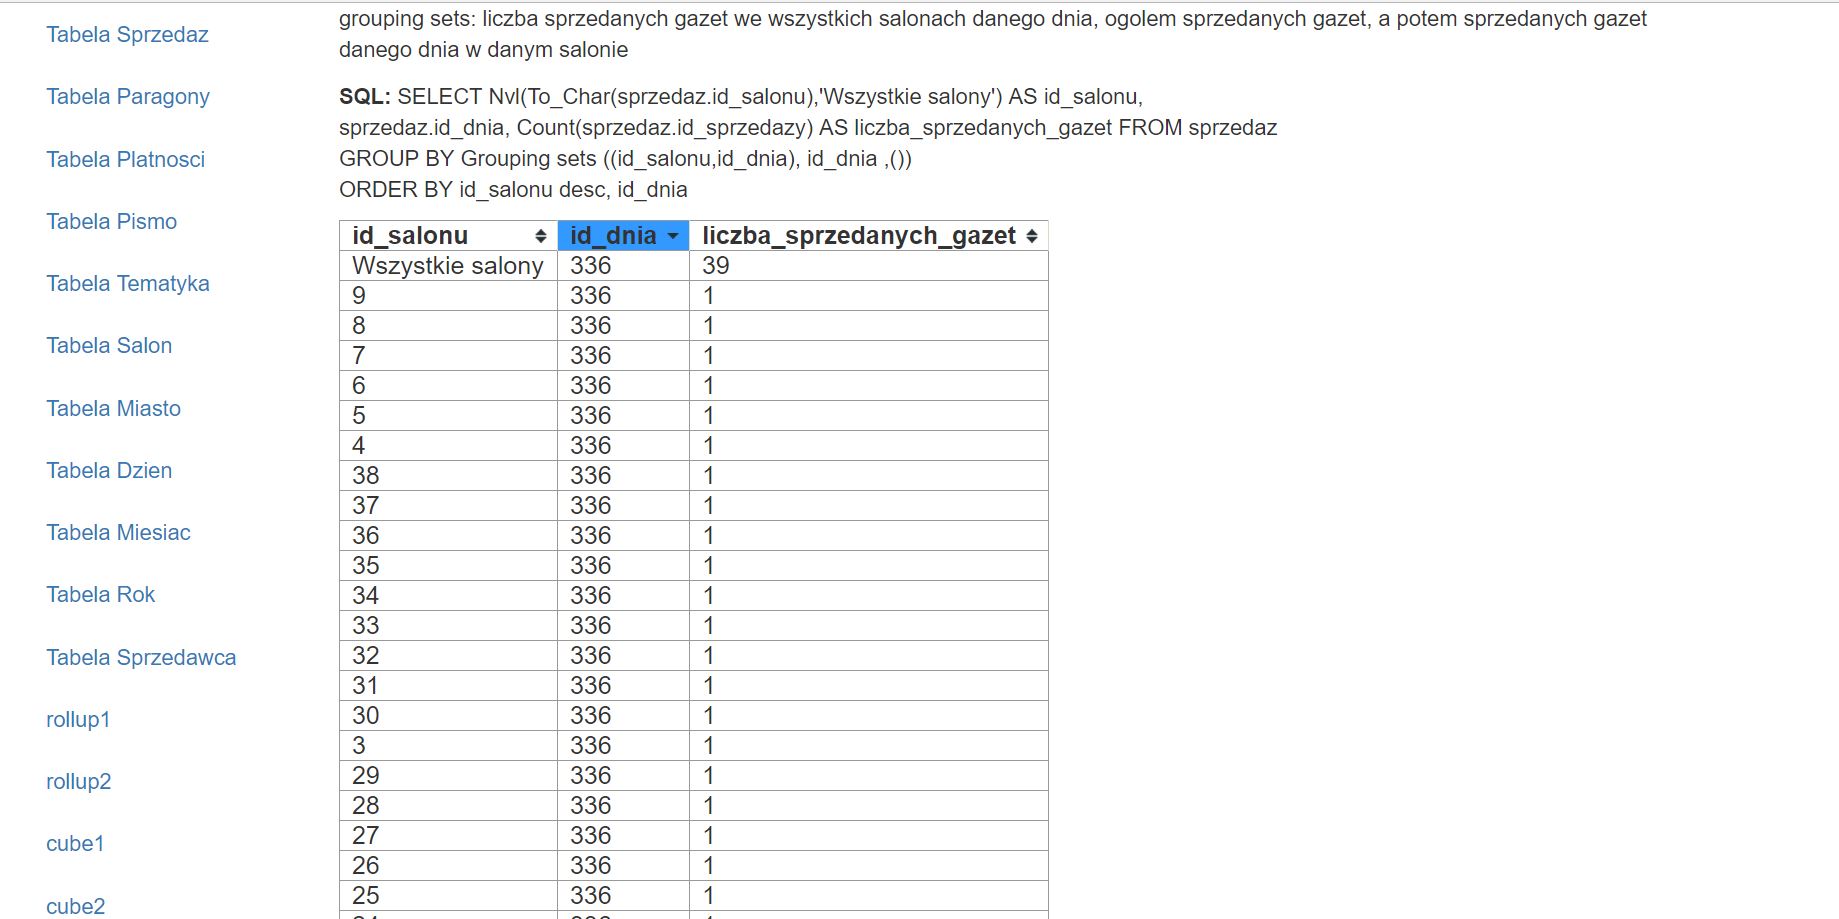 Tabela Sprzedaz
Tabela Paragony
Tabela Platnosci
Tabela Pismo
Tabela Tematyka
Tabela Salon
Tabela Miasto
Tabela Dzien
Tabela Miesiac
Tabela Rok
Tabela Sprzedawca
rollup1
rollup2
cube1
cube2
grouping sets: liczba sprzedanych gazet we wszystkich salonach danego dnia, ogolem sprzedanych gazet, a potem sprzedanych gazet
danego dnia w danym salonie
SQL: SELECT Nvl(To_Char(sprzedaz.id_salonu),'Wszystkie salony') AS id_salonu,
sprzedaz.id_dnia, Count(sprzedaz.id_sprzedazy) AS liczba_sprzedanych_gazet FROM sprzedaz
GROUP BY Grouping sets ((id_salonu,id_dnia), id_dnia ,())
ORDER BY id_salonu desc, id_dnia
id_salonu id_dnia liczba_sprzedanych_gazet
Wszystkie salony 336 39
9 336 1
8 336 1
7 336 1
6 336 1
5 336 1
4 336 1
38 336 1
37 336 1
36 336 1
35 336 1
34 336 1
33 336 1
32 336 1
31 336 1
30 336 1
3 336 1
29 336 1
28 336 1
27 336 1
26 336 1
25 336 1